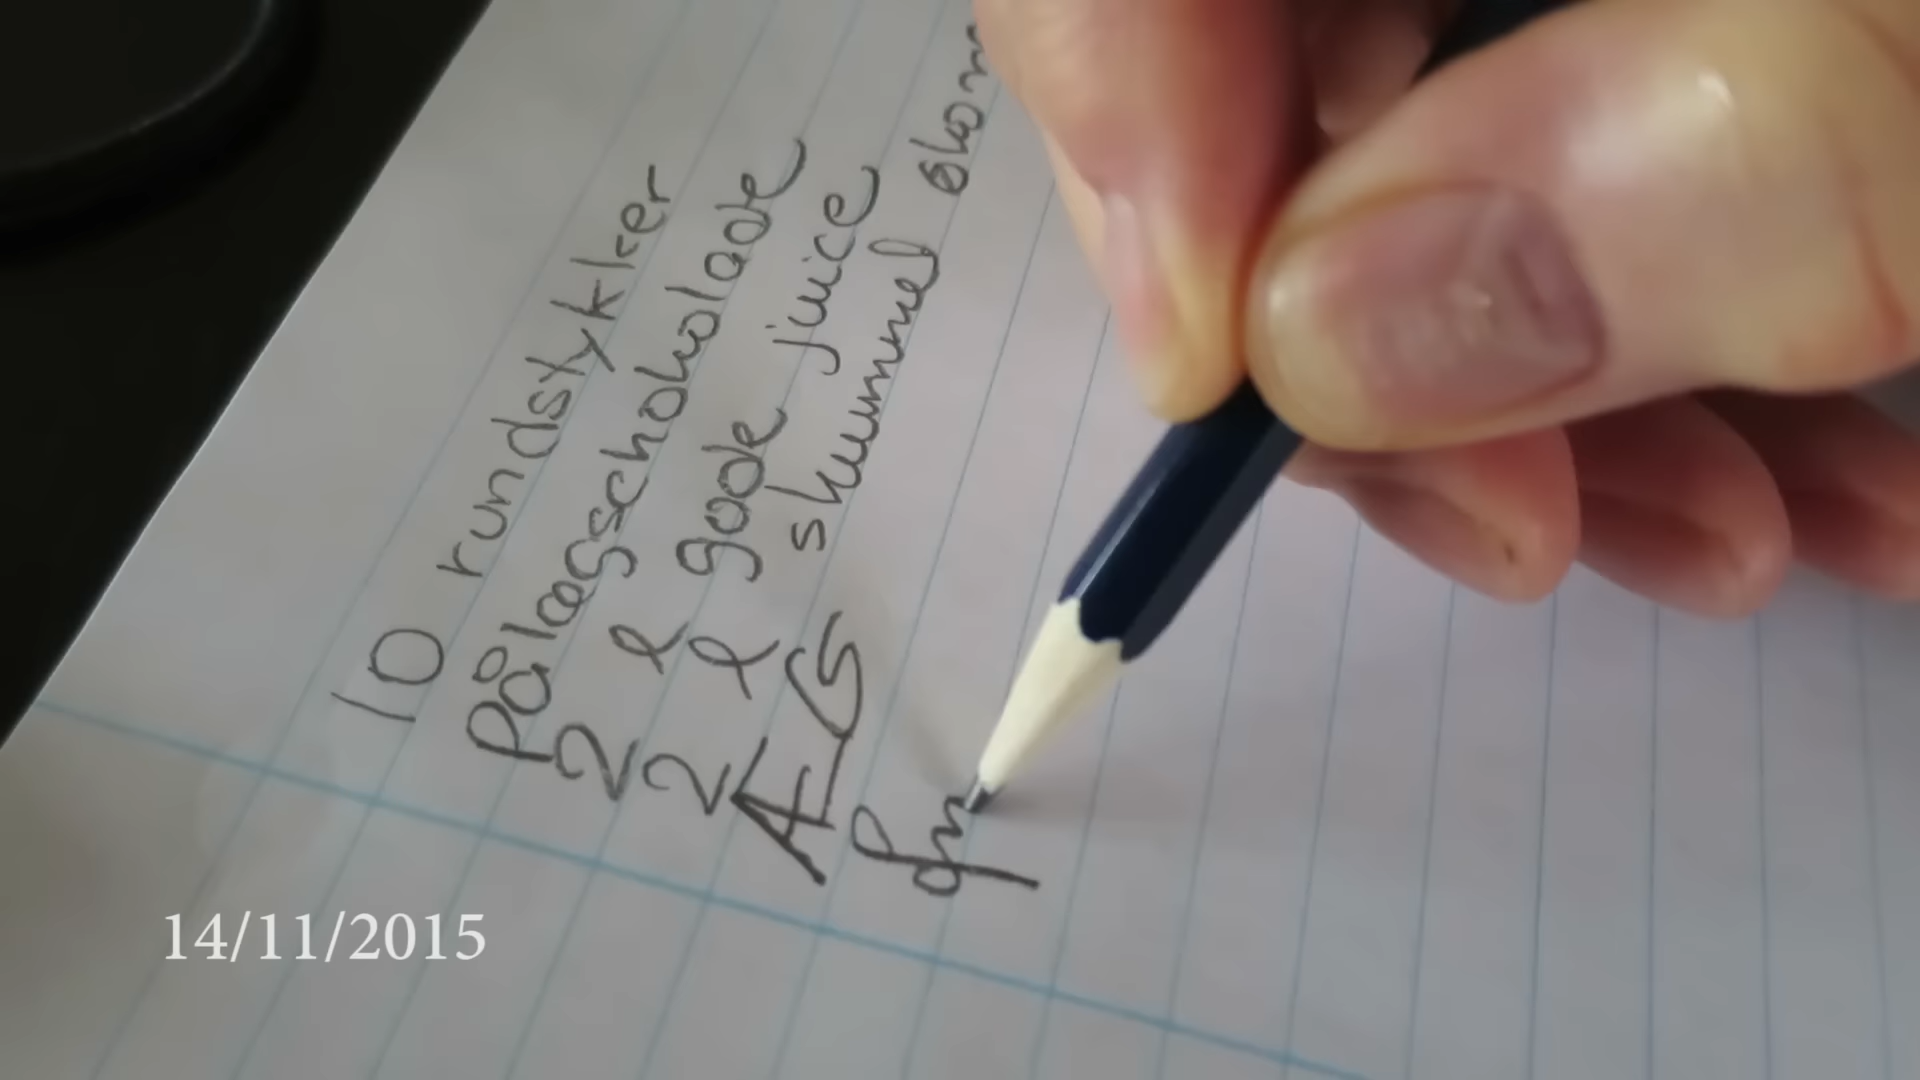 10 rundstykker
Pålægschokolade
2 l gode juice
2 l skummel
14/11/2015